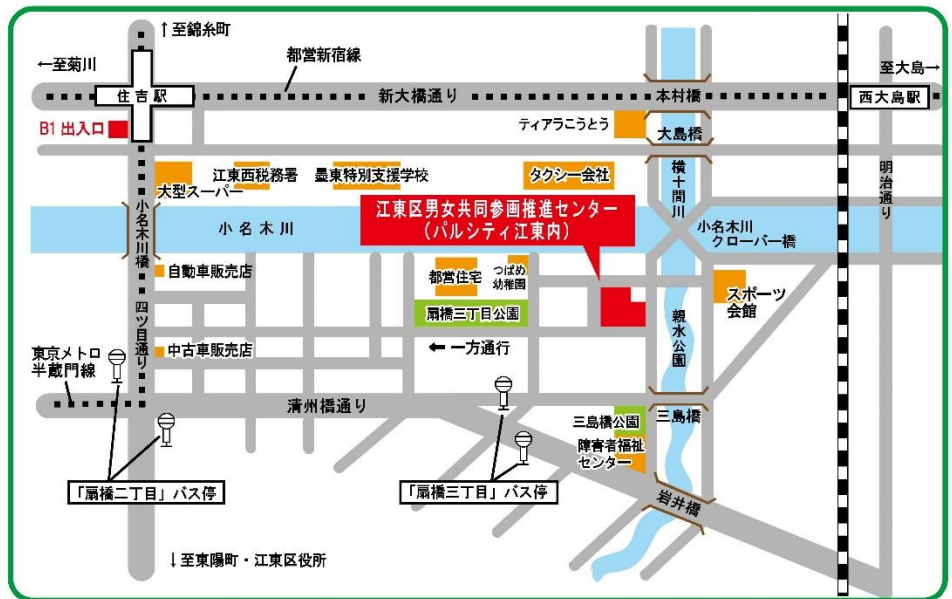 ↑至錦糸町
←至菊川
都営新宿線
至大島→
住吉駅
新大橋通り
本村橋
西大島駅
B1 出入口
ティアラこうとう
大島橋
大型スーパー
江東西税務署
墨東特別支援学校
タクシー会社
横十間川
明治通り
江東区男女共同参画推進センター
(パルシティ江東内)
小名木川橋
小名木川
小名木川
クローバー橋
自動車販売店
都営住宅
つばめ
幼稚園
スポーツ
会館
扇橋三丁目公園
親水公園
四ツ目通り
←一方通行
中古車販売店
東京メトロ
半蔵門線
清州橋通り
三島橋公園
三島橋
障害者福祉
センター
「扇橋二丁目」バス停
「扇橋三丁目」バス停
岩井橋
↓至東陽町・江東区役所